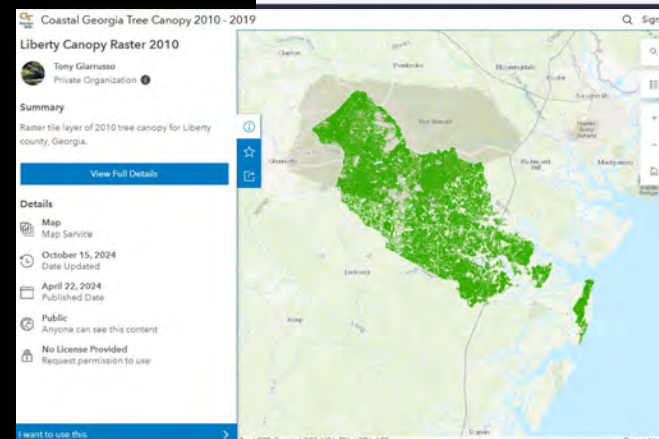 Coastal Georgia Tree Canopy 2010 - 2019
Sign
Liberty Canopy Raster 2010
Tony Giarrusso
Private Organization
Summary
Raster tile layer of 2010 tree canopy for Liberty
county, Georgia.
View Full Details
Details
Map
Map Service
October 15, 2024
Date Updated
April 22, 2024
Published Date
Public
Anyone can see this content
No License Provided
Request permission to use
I want to use this
Pembroke
Fort Stewart
Richmond
Hill
Ludowici
Jesup
Darien